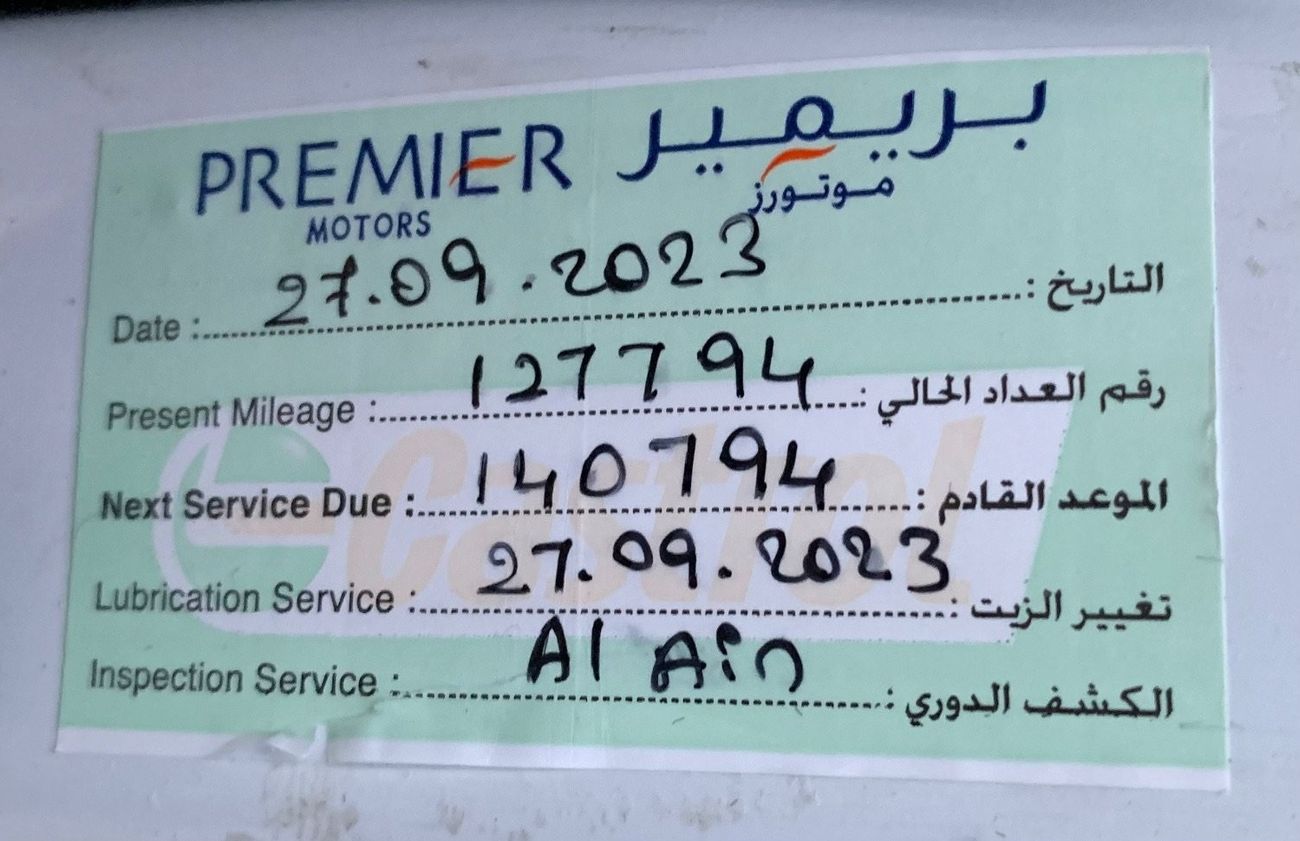 PREMIER بريمير
MOTORS موتورز
Date : 27.09.2023 التاريخ :
Present Mileage : 127794 رقم العداد الحالي :
Next Service Due : 140794 الموعد القادم :
Lubrication Service : 27.09.2023 تغيير الزيت :
Inspection Service : Al Ain الكشف الدوري :
Castrol